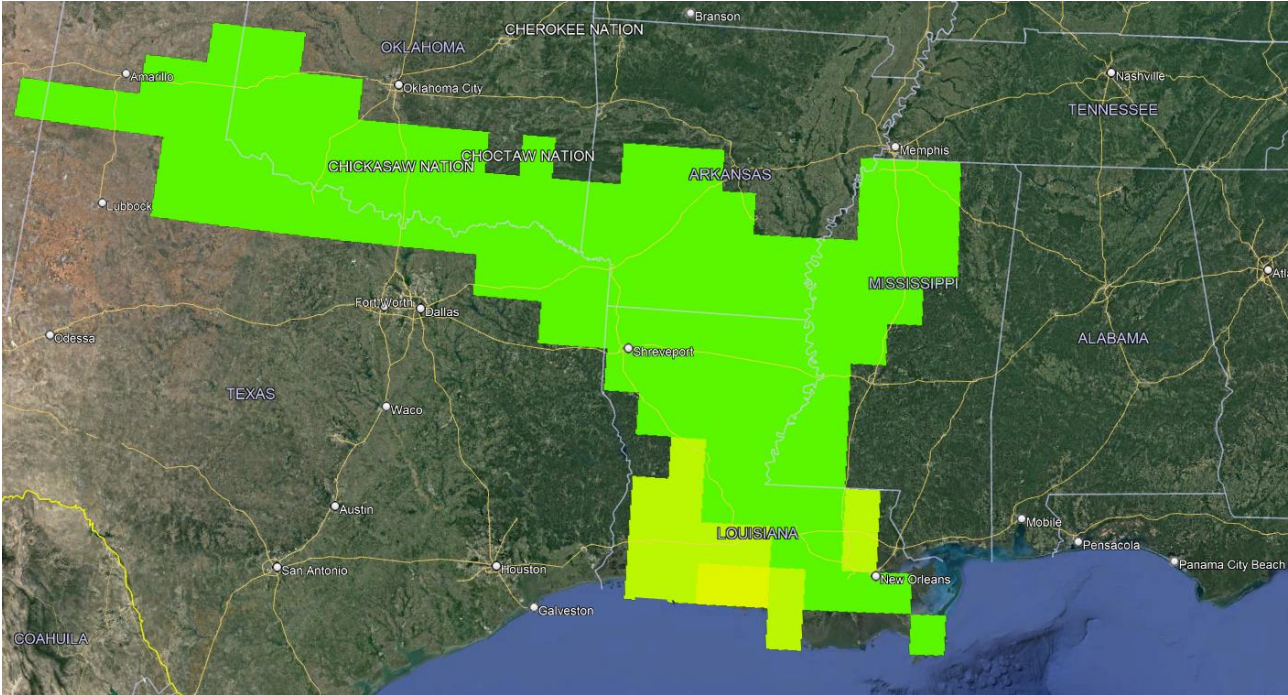 Branson
CHEROKEE NATION
OKLAHOMA
Amarillo
Nashville
Oklahoma City
TENNESSEE
Memphis
CHOCTAW NATION
CHICKASAW NATION
ARKANSAS
Lubbock
Atl
MISSISSIPPI
Fort Worth
Dallas
Odessa
ALABAMA
Shreveport
TEXAS
Waco
Austin
Mobile
LOUISIANA
Pensacola
Panama City Beach
San Antonio
Houston
New Orleans
Galveston
COAHUILA